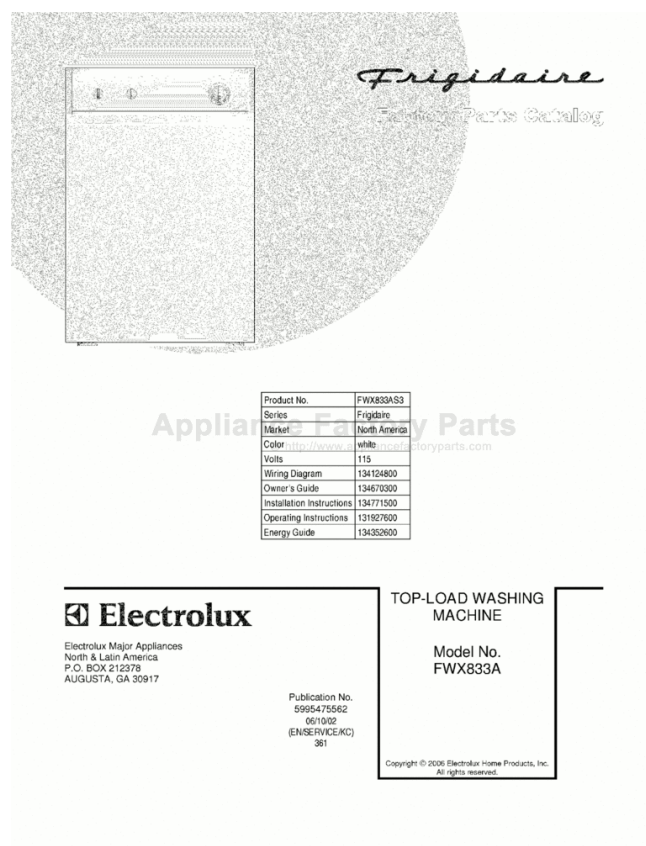 Frigidaire
Factory Parts Catalog
Product No. FWX833AS3
Series Frigidaire
Market North America
Color white
Volts 115
Wiring Diagram 134124800
Owner's Guide 134670300
Installation Instructions 134771500
Operating Instructions 131927600
Energy Guide 134352600
Appliance Factory Parts
http://www.appliancefactoryparts.com
Electrolux
Electrolux Major Appliances
North & Latin America
P.O. BOX 212378
AUGUSTA, GA 30917
Publication No.
5995475562
06/10/02
(EN/SERVICE/KC)
361
TOP-LOAD WASHING
MACHINE
Model No.
FWX833A
Copyright © 2006 Electrolux Home Products, Inc.
All rights reserved.